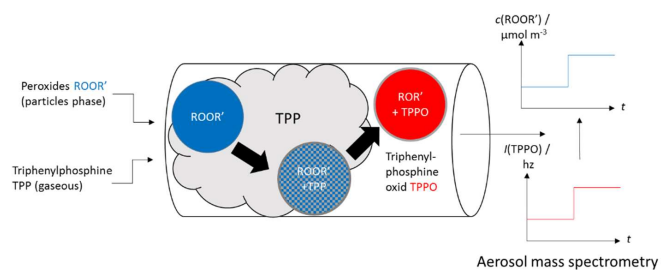 Peroxides ROOR’
(particles phase)
Triphenylphosphine
TPP (gaseous)
ROOR’
TPP
ROOR’
+TPP
ROR’
+ TPPO
Triphenyl-
phosphine
oxid TPPO
c(ROOR’) /
µmol m⁻³
t
I(TPPO) /
hz
t
Aerosol mass spectrometry